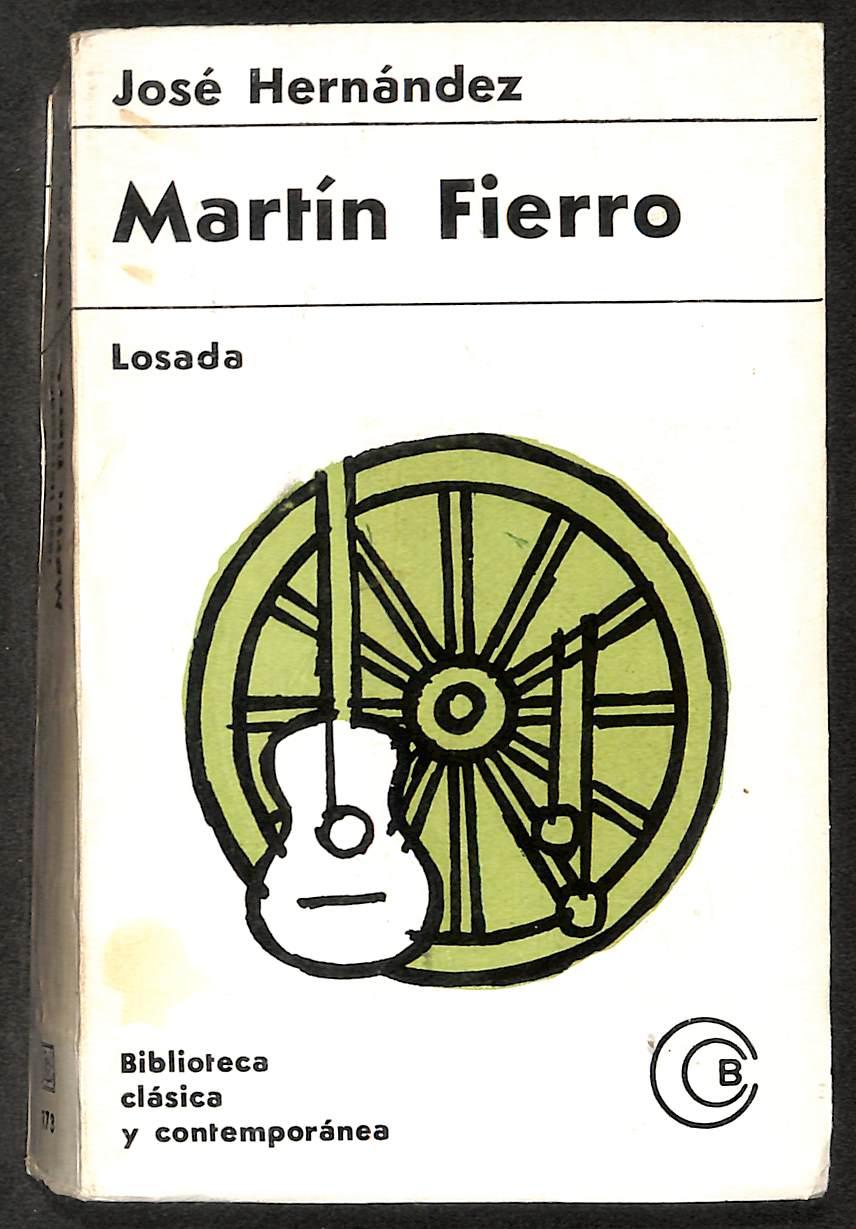 José Hernández
Martín Fierro
Losada
Biblioteca
clásica
y contemporánea
B